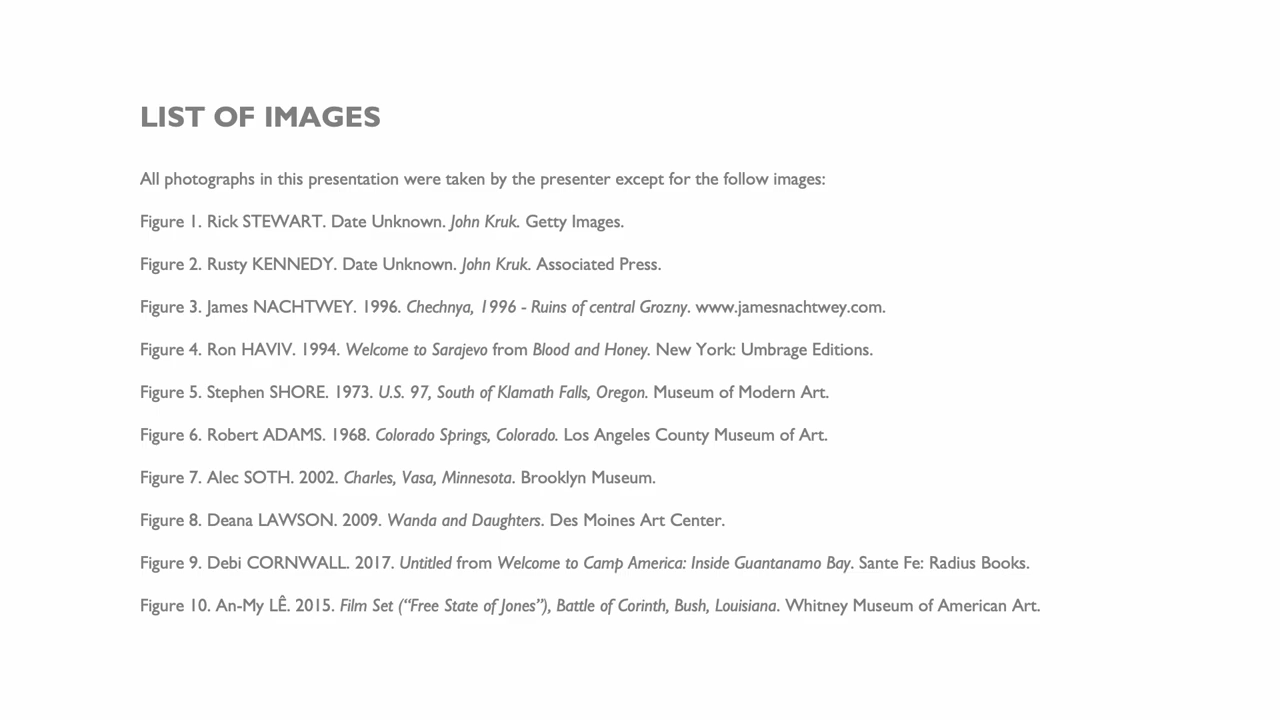 LIST OF IMAGES
All photographs in this presentation were taken by the presenter except for the follow images:
Figure 1. Rick STEWART. Date Unknown. John Kruk. Getty Images.
Figure 2. Rusty KENNEDY. Date Unknown. John Kruk. Associated Press.
Figure 3. James NACHTWEY. 1996. Chechnya, 1996 - Ruins of central Grozny. www.jamesnachtwey.com.
Figure 4. Ron HAVIV. 1994. Welcome to Sarajevo from Blood and Honey. New York: Umbrage Editions.
Figure 5. Stephen SHORE. 1973. U.S. 97, South of Klamath Falls, Oregon. Museum of Modern Art.
Figure 6. Robert ADAMS. 1968. Colorado Springs, Colorado. Los Angeles County Museum of Art.
Figure 7. Alec SOTH. 2002. Charles, Vasa, Minnesota. Brooklyn Museum.
Figure 8. Deana LAWSON. 2009. Wanda and Daughters. Des Moines Art Center.
Figure 9. Debi CORNWALL. 2017. Untitled from Welcome to Camp America: Inside Guantanamo Bay. Sante Fe: Radius Books.
Figure 10. An-My LÊ. 2015. Film Set (“Free State of Jones”), Battle of Corinth, Bush, Louisiana. Whitney Museum of American Art.